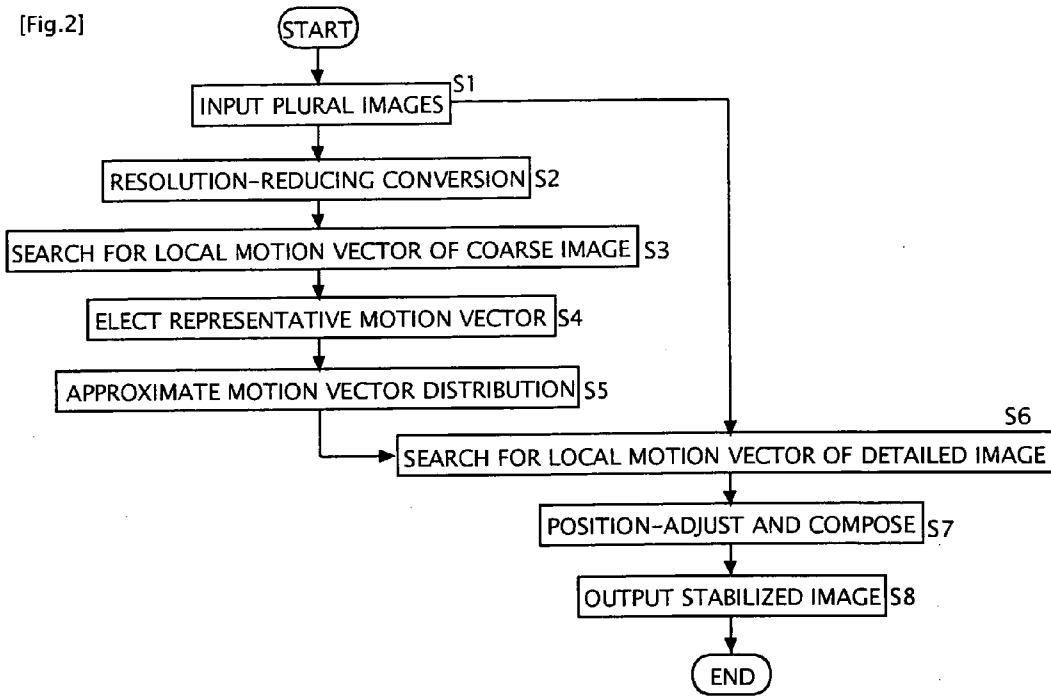 [Fig.2]
START
S1
INPUT PLURAL IMAGES
RESOLUTION-REDUCING CONVERSION S2
SEARCH FOR LOCAL MOTION VECTOR OF COARSE IMAGE S3
ELECT REPRESENTATIVE MOTION VECTOR S4
APPROXIMATE MOTION VECTOR DISTRIBUTION S5
S6
SEARCH FOR LOCAL MOTION VECTOR OF DETAILED IMAGE
POSITION-ADJUST AND COMPOSE S7
OUTPUT STABILIZED IMAGE S8
END